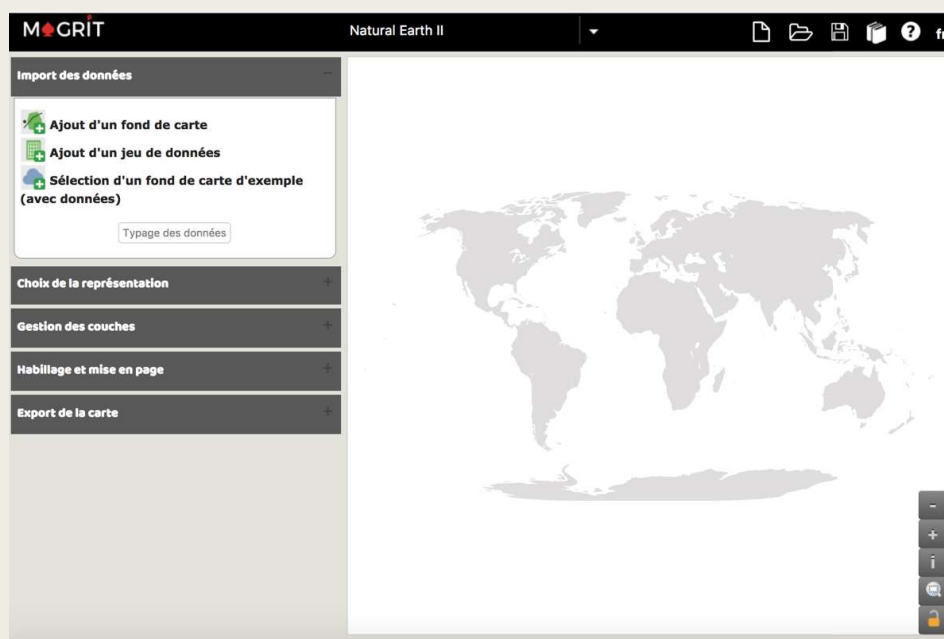 MAGRIT
Natural Earth II
fr
Import des données
Ajout d'un fond de carte
Ajout d'un jeu de données
Sélection d'un fond de carte d'exemple
(avec données)
Typage des données
Choix de la représentation
Gestion des couches
Habillage et mise en page
Export de la carte